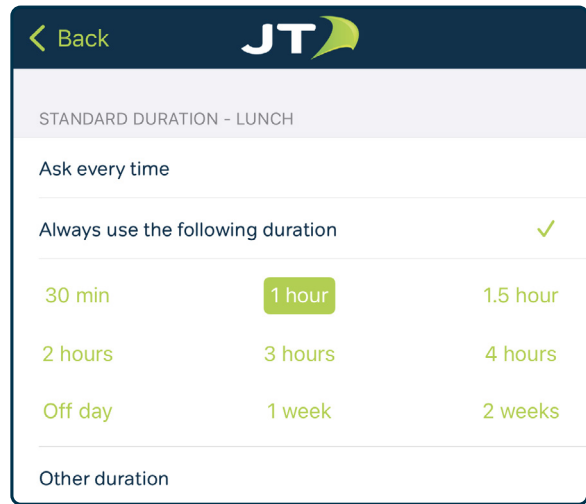 Back JT
STANDARD DURATION - LUNCH
Ask every time
Always use the following duration
30 min 1 hour 1.5 hour
2 hours 3 hours 4 hours
Off day 1 week 2 weeks
Other duration